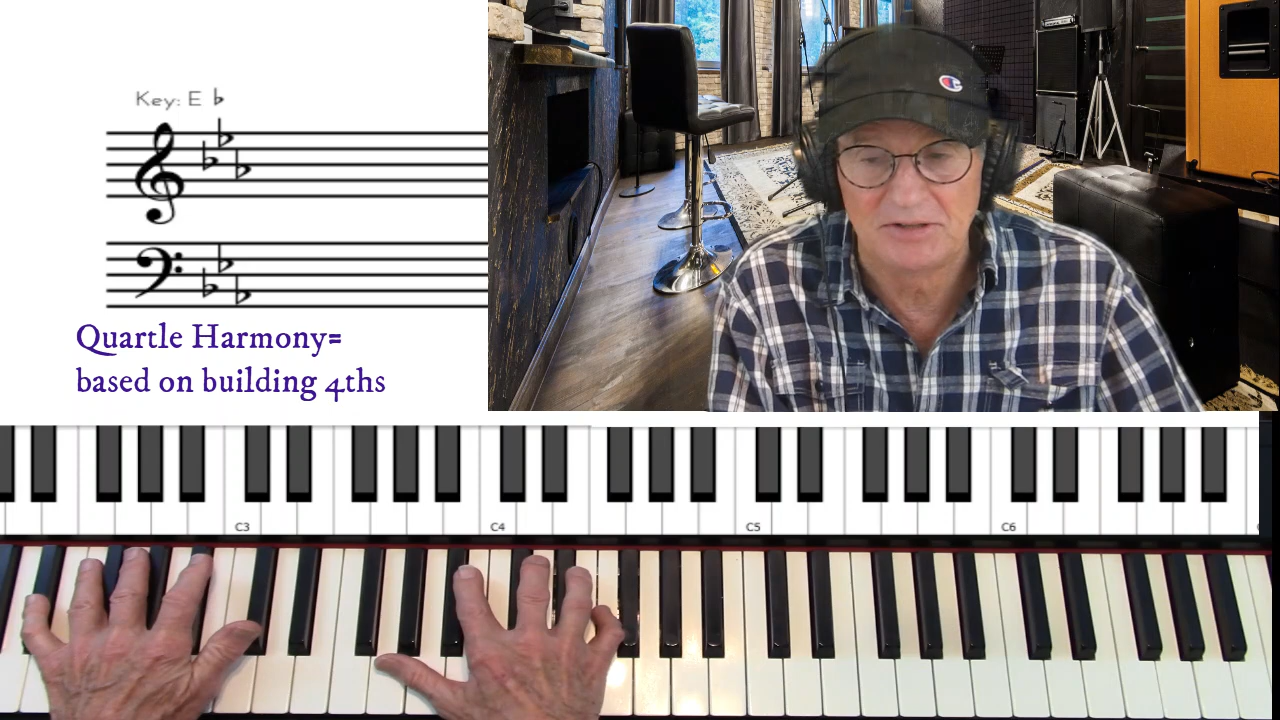 Key: E ♭
Quartle Harmony=
based on building 4ths
C3 C4 C5 C6